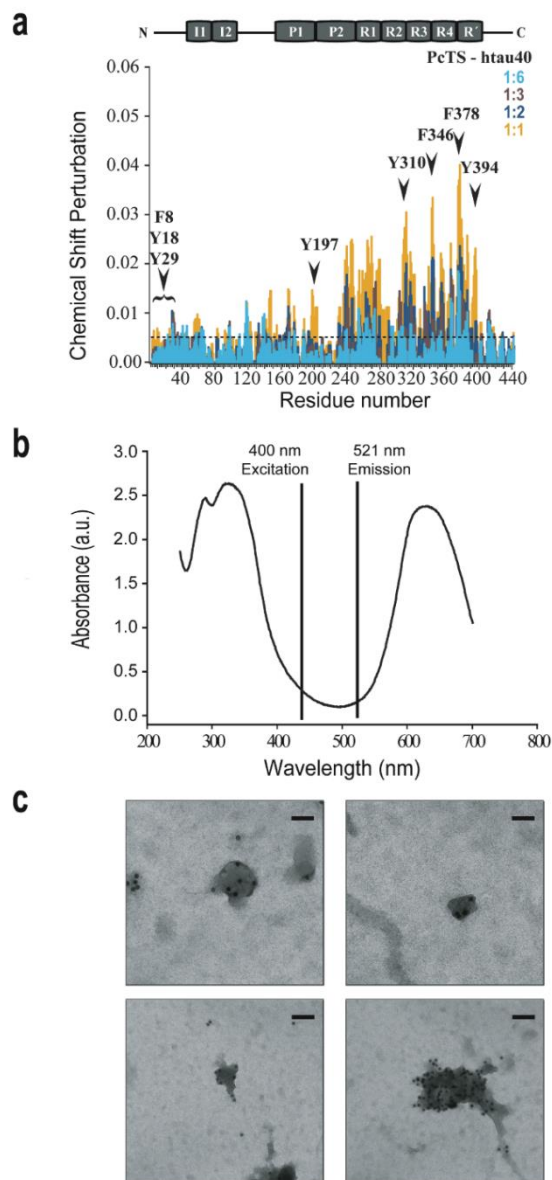 a
N I1 I2 P1 P2 R1 R2 R3 R4 R' C
PcTS - htau40
1:6
1:3
1:2
1:1
F378
F346
Y310
Y394
F8
Y18
Y29
Y197
Chemical Shift Perturbation
0.06
0.05
0.04
0.03
0.02
0.01
0.00
40 80 120 160 200 240 280 320 360 400 440
Residue number
b
400 nm
Excitation
521 nm
Emission
Absorbance (a.u.)
3.0
2.5
2.0
1.5
1.0
0.5
0.0
200 300 400 500 600 700 800
Wavelength (nm)
c